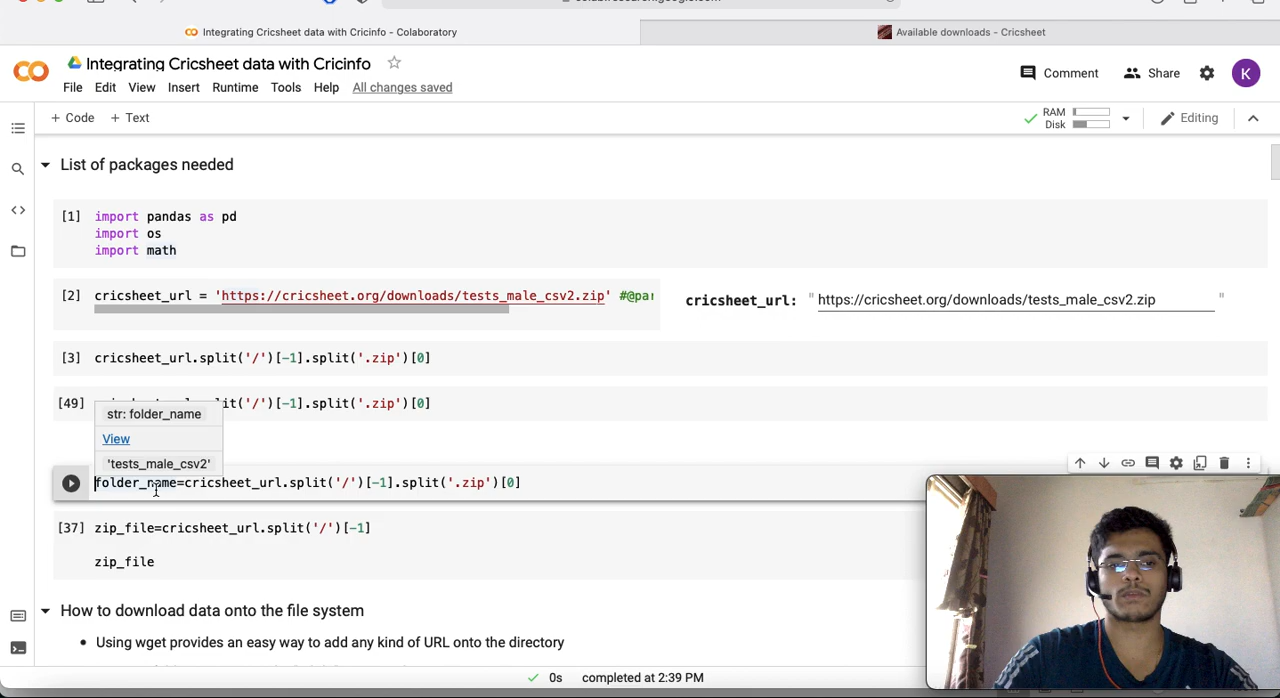 Integrating Cricsheet data with Cricinfo - Colaboratory
Available downloads - Cricsheet
Integrating Cricsheet data with Cricinfo
File Edit View Insert Runtime Tools Help All changes saved
Comment Share K
+ Code + Text
RAM
Disk
Editing
List of packages needed
[1] import pandas as pd
import os
import math
[2] cricsheet_url = 'https://cricsheet.org/downloads/tests_male_csv2.zip' #@par
cricsheet_url: "https://cricsheet.org/downloads/tests_male_csv2.zip"
[3] cricsheet_url.split('/')[-1].split('.zip')[0]
[49] lit('/')[-1].split('.zip')[0]
str: folder_name
View
'tests_male_csv2'
folder_name=cricsheet_url.split('/')[-1].split('.zip')[0]
[37] zip_file=cricsheet_url.split('/')[-1]
zip_file
How to download data onto the file system
• Using wget provides an easy way to add any kind of URL onto the directory
0s completed at 2:39 PM